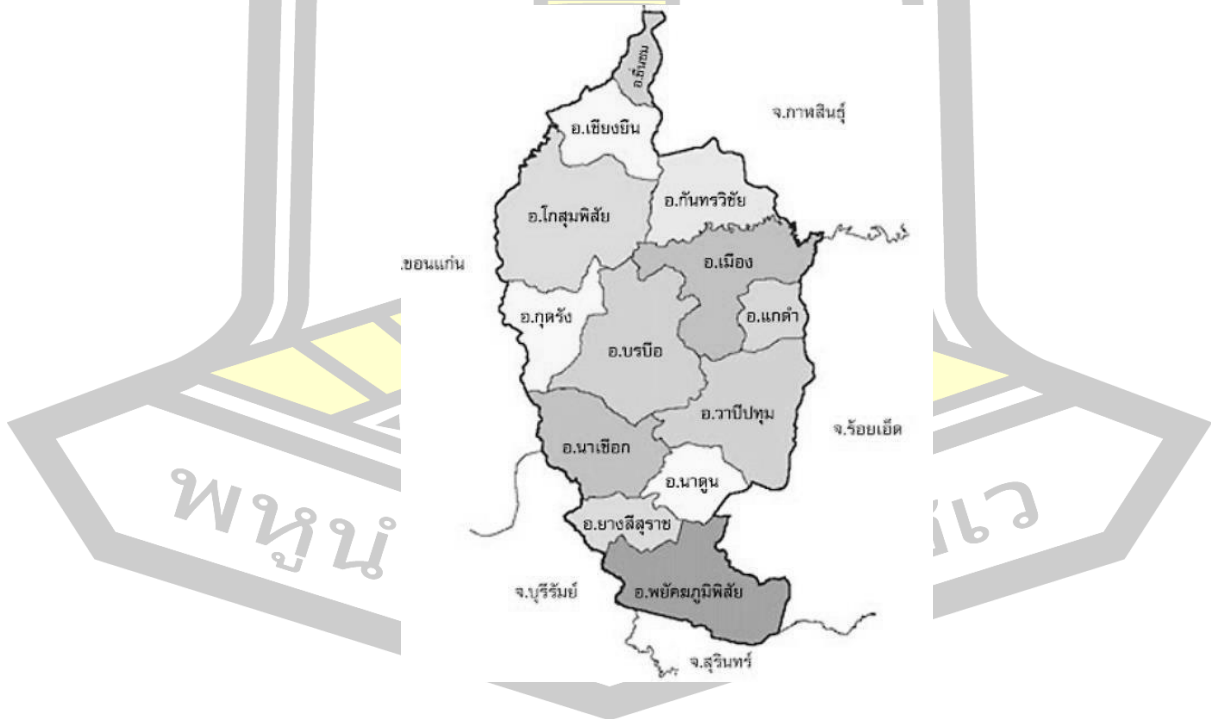 อ.ชื่นชม
จ.กาฬสินธุ์
อ.เชียงยืน
อ.กันทรวิชัย
อ.โกสุมพิสัย
อ.เมือง
.ขอนแก่น
อ.กุดรัง
อ.แกดำ
อ.บรบือ
อ.วาปีปทุม
จ.ร้อยเอ็ด
อ.นาเชือก
อ.นาดูน
อ.ยางสีสุราช
จ.บุรีรัมย์
อ.พยัคฆภูมิพิสัย
จ.สุรินทร์
พหูนํ
เว